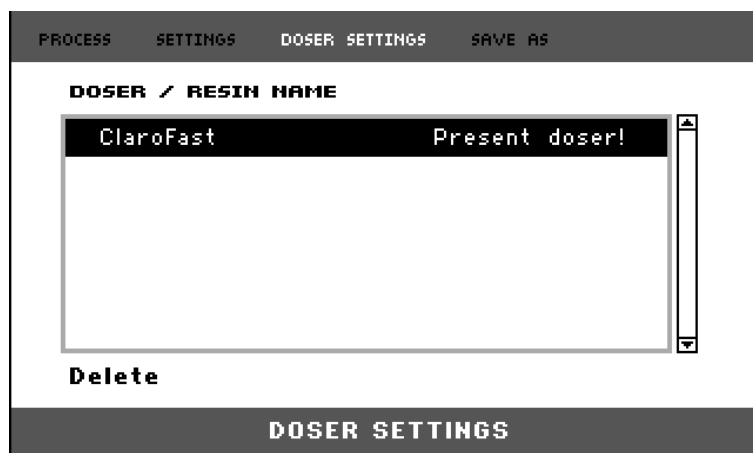 PROCESS SETTINGS DOSER SETTINGS SAVE AS
DOSER / RESIN NAME
ClaroFast Present doser!
Delete
DOSER SETTINGS